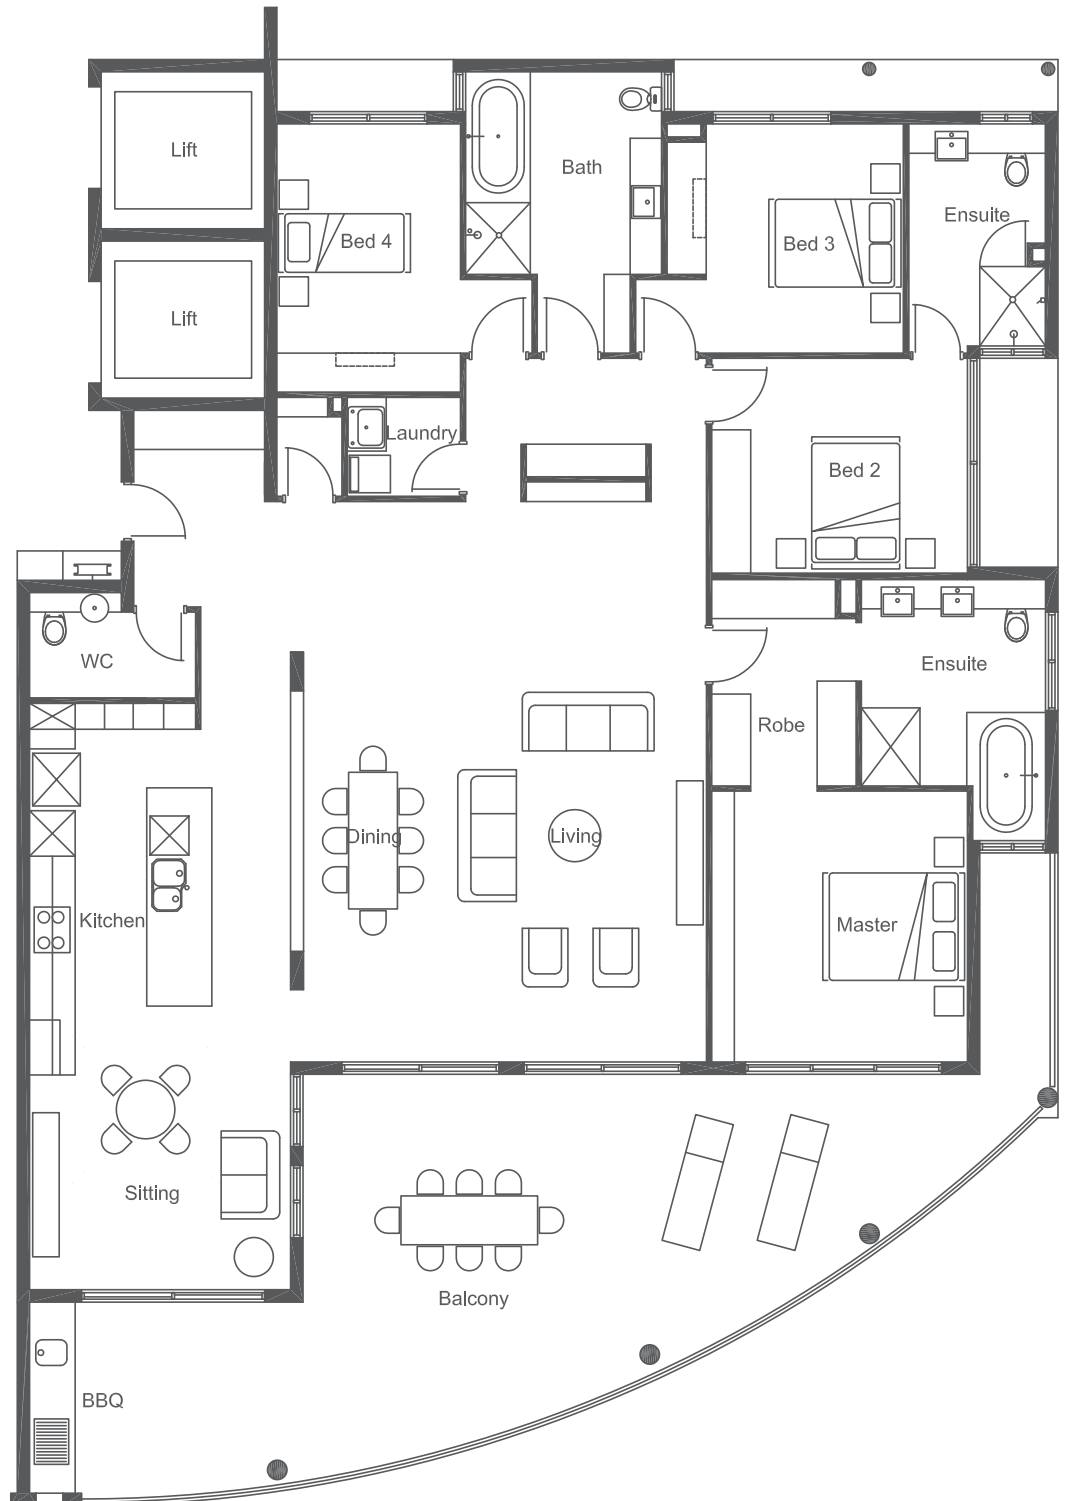 Lift
Bath
Ensuite
Bed 4
Bed 3
Lift
Laundry
Bed 2
WC
Ensuite
Robe
Dining
Living
Kitchen
Master
Sitting
Balcony
BBQ